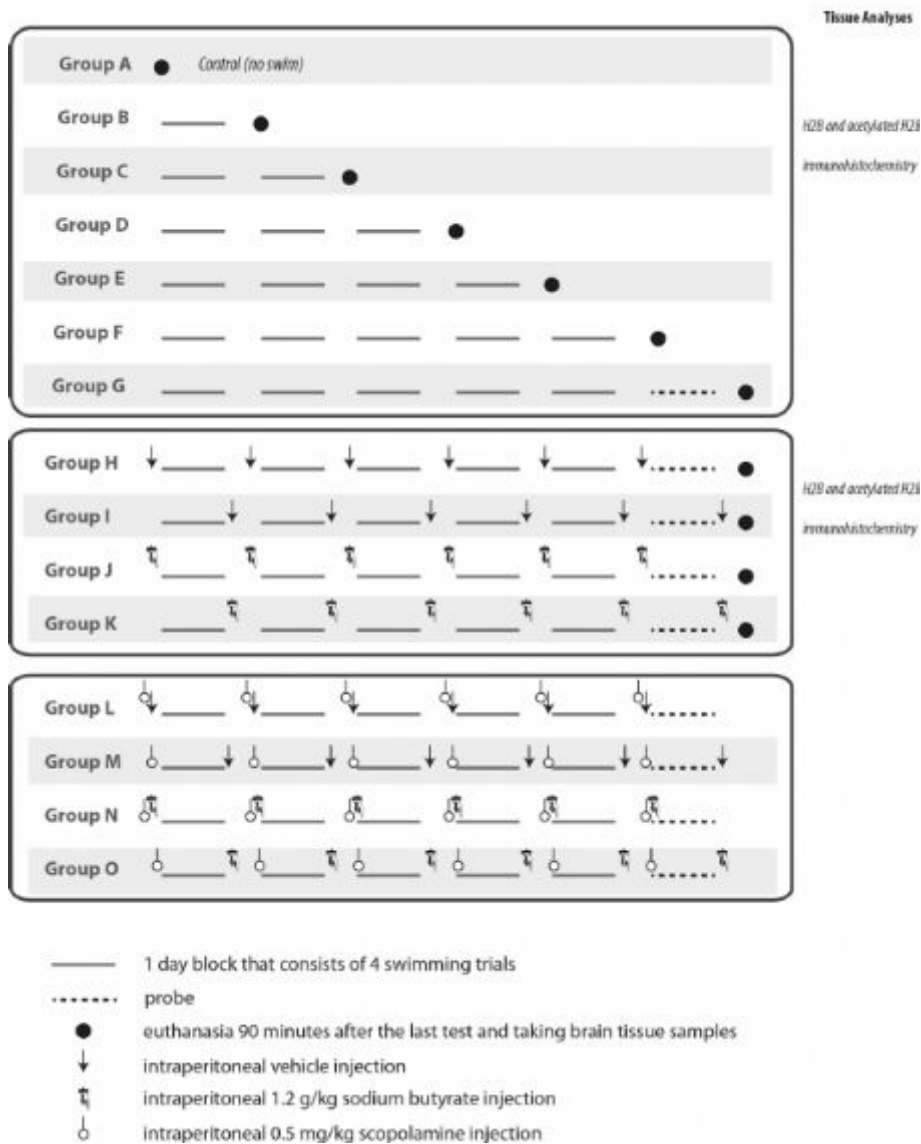 Tissue Analyses
Group A Control (no swim)
Group B
H2B and acetylated H2B
Group C
immunohistochemistry
Group D
Group E
Group F
Group G
Group H
H2B and acetylated H2B
Group I
immunohistochemistry
Group J
Group K
Group L
Group M
Group N
Group O
1 day block that consists of 4 swimming trials
probe
euthanasia 90 minutes after the last test and taking brain tissue samples
intraperitoneal vehicle injection
intraperitoneal 1.2 g/kg sodium butyrate injection
intraperitoneal 0.5 mg/kg scopolamine injection